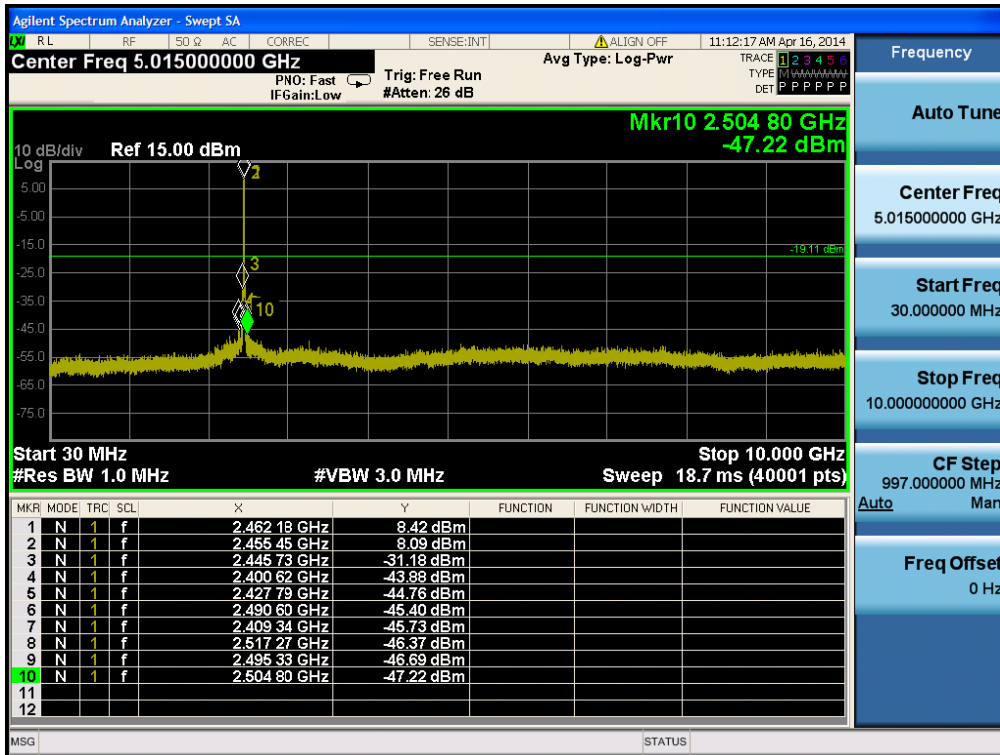 Agilent Spectrum Analyzer - Swept SA
LXI RL RF 50 Ω AC CORREC SENSE:INT ALIGN OFF 11:12:17 AM Apr 16, 2014
Center Freq 5.015000000 GHz
PNO: Fast
IFGain:Low
Trig: Free Run
#Atten: 26 dB
Avg Type: Log-Pwr
TRACE 1 2 3 4 5 6
TYPE M
DET P P P P P P
Mkr10 2.504 80 GHz
-47.22 dBm
10 dB/div Ref 15.00 dBm
Log
5.00
-5.00
-15.0
-25.0
-35.0
-45.0
-55.0
-65.0
-75.0
2
3
10
-19.11 dBm
Start 30 MHz Stop 10.000 GHz
#Res BW 1.0 MHz #VBW 3.0 MHz Sweep 18.7 ms (40001 pts)
MKR MODE TRC SCL X Y FUNCTION FUNCTION WIDTH FUNCTION VALUE
1 N 1 f 2.462 18 GHz 8.42 dBm
2 N 1 f 2.455 45 GHz 8.09 dBm
3 N 1 f 2.445 73 GHz -31.18 dBm
4 N 1 f 2.400 62 GHz -43.88 dBm
5 N 1 f 2.427 79 GHz -44.76 dBm
6 N 1 f 2.490 60 GHz -45.40 dBm
7 N 1 f 2.409 34 GHz -45.73 dBm
8 N 1 f 2.517 27 GHz -46.37 dBm
9 N 1 f 2.495 33 GHz -46.69 dBm
10 N 1 f 2.504 80 GHz -47.22 dBm
11
12
MSG STATUS
Frequency
Auto Tune
Center Freq
5.015000000 GHz
Start Freq
30.000000 MHz
Stop Freq
10.000000000 GHz
CF Step
997.000000 MHz
Auto Man
Freq Offset
0 Hz